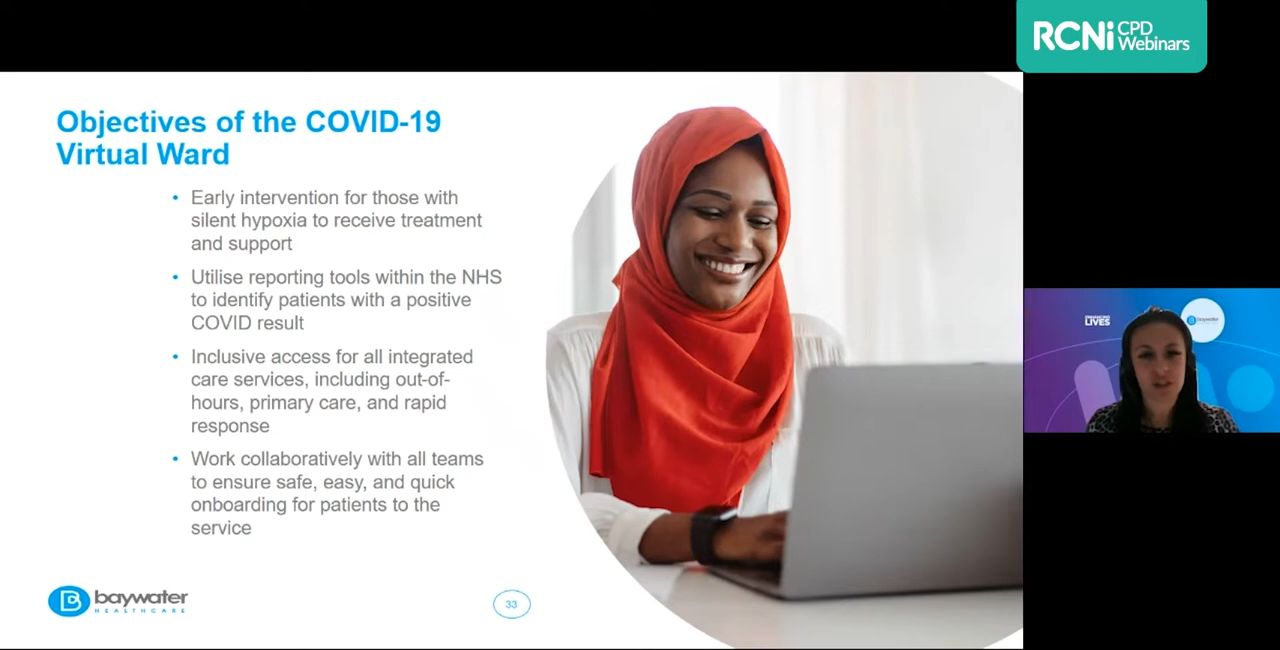 RCNi CPD
Webinars
Objectives of the COVID-19
Virtual Ward
• Early intervention for those with
silent hypoxia to receive treatment
and support
• Utilise reporting tools within the NHS
to identify patients with a positive
COVID result
• Inclusive access for all integrated
care services, including out-of-
hours, primary care, and rapid
response
• Work collaboratively with all teams
to ensure safe, easy, and quick
onboarding for patients to the
service
ENHANCING
LIVES
baywater
baywater
HEALTHCARE
33